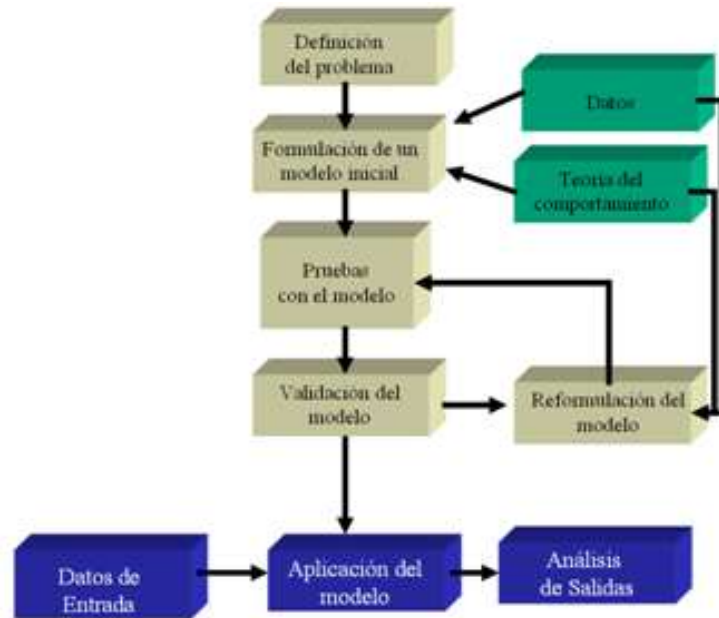 Definición
del problema
Datos
Formulación de un
modelo inicial
Teoría del
comportamiento
Pruebas
con el modelo
Validación del
modelo
Reformulación del
modelo
Datos de
Entrada
Aplicación del
modelo
Análisis
de Salidas